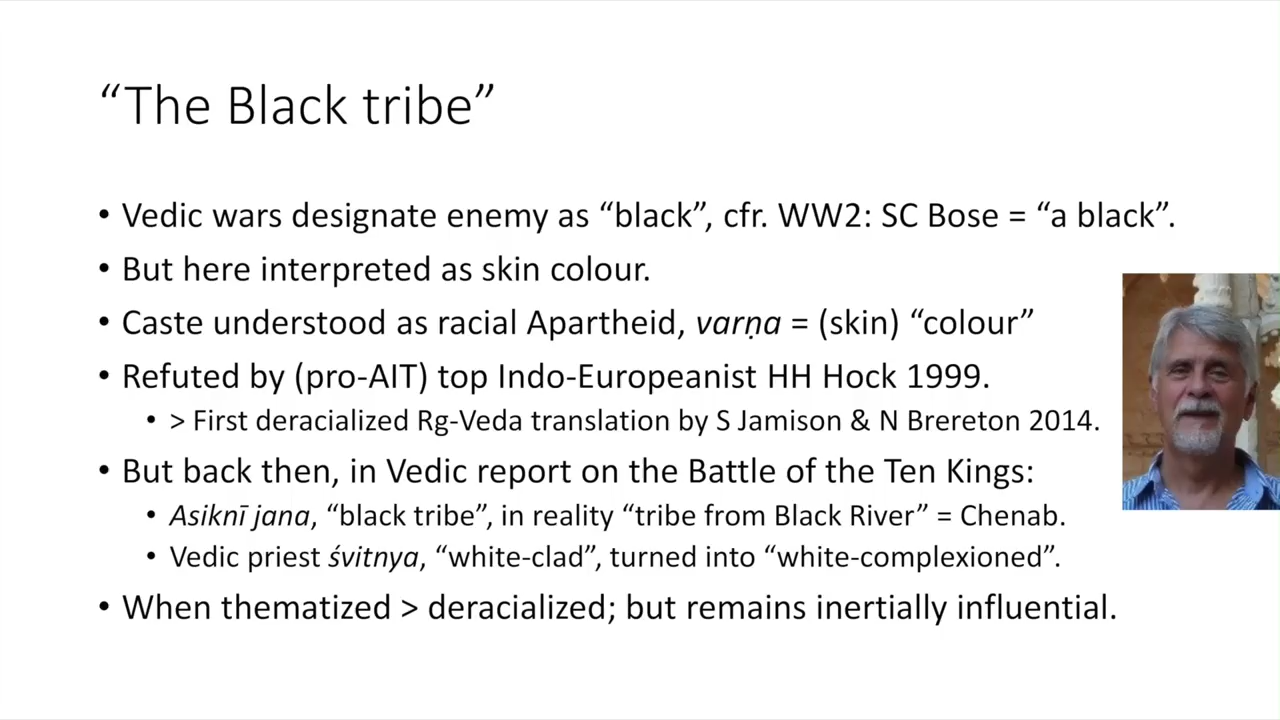 “The Black tribe”
• Vedic wars designate enemy as “black”, cfr. WW2: SC Bose = “a black”.
• But here interpreted as skin colour.
• Caste understood as racial Apartheid, varṇa = (skin) “colour”
• Refuted by (pro-AIT) top Indo-Europeanist HH Hock 1999.
• > First deracialized Rg-Veda translation by S Jamison & N Brereton 2014.
• But back then, in Vedic report on the Battle of the Ten Kings:
• Asiknī jana, “black tribe”, in reality “tribe from Black River” = Chenab.
• Vedic priest śvitnya, “white-clad”, turned into “white-complexioned”.
• When thematized > deracialized; but remains inertially influential.